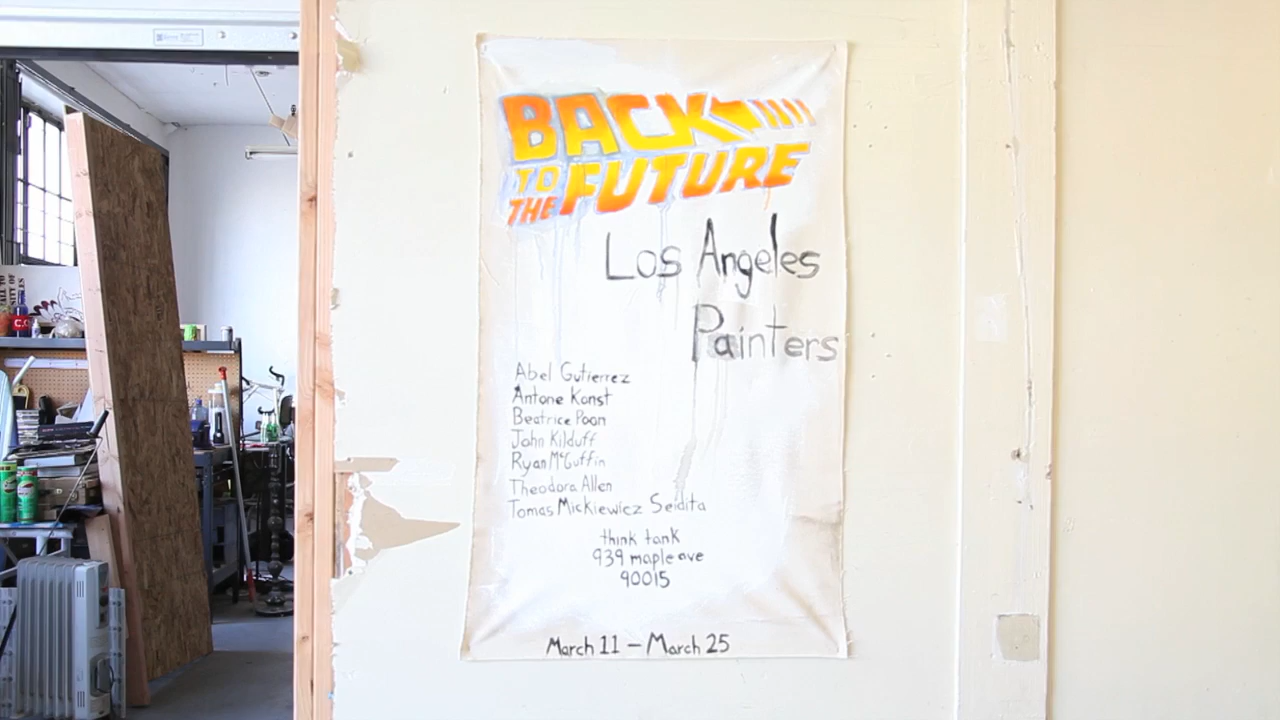 BACK
TO
THE FUTURE
Los Angeles
Painters
Abel Gutierrez
Antone Konst
Beatrice Poon
John Kilduff
Ryan McGuffin
Theodora Allen
Tomas Mickiewicz Seidita
think tank
939 maple ave
90015
March 11 – March 25